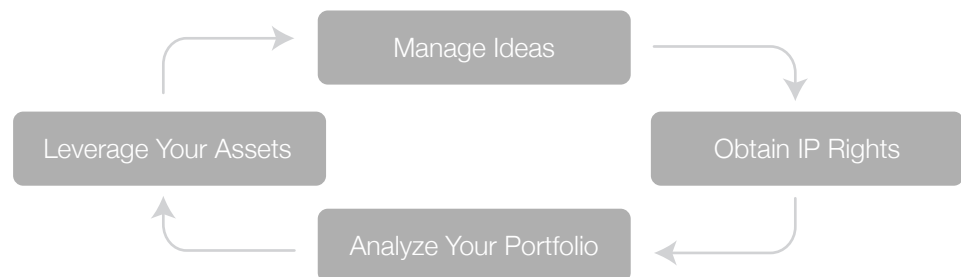 Manage Ideas
Leverage Your Assets
Obtain IP Rights
Analyze Your Portfolio